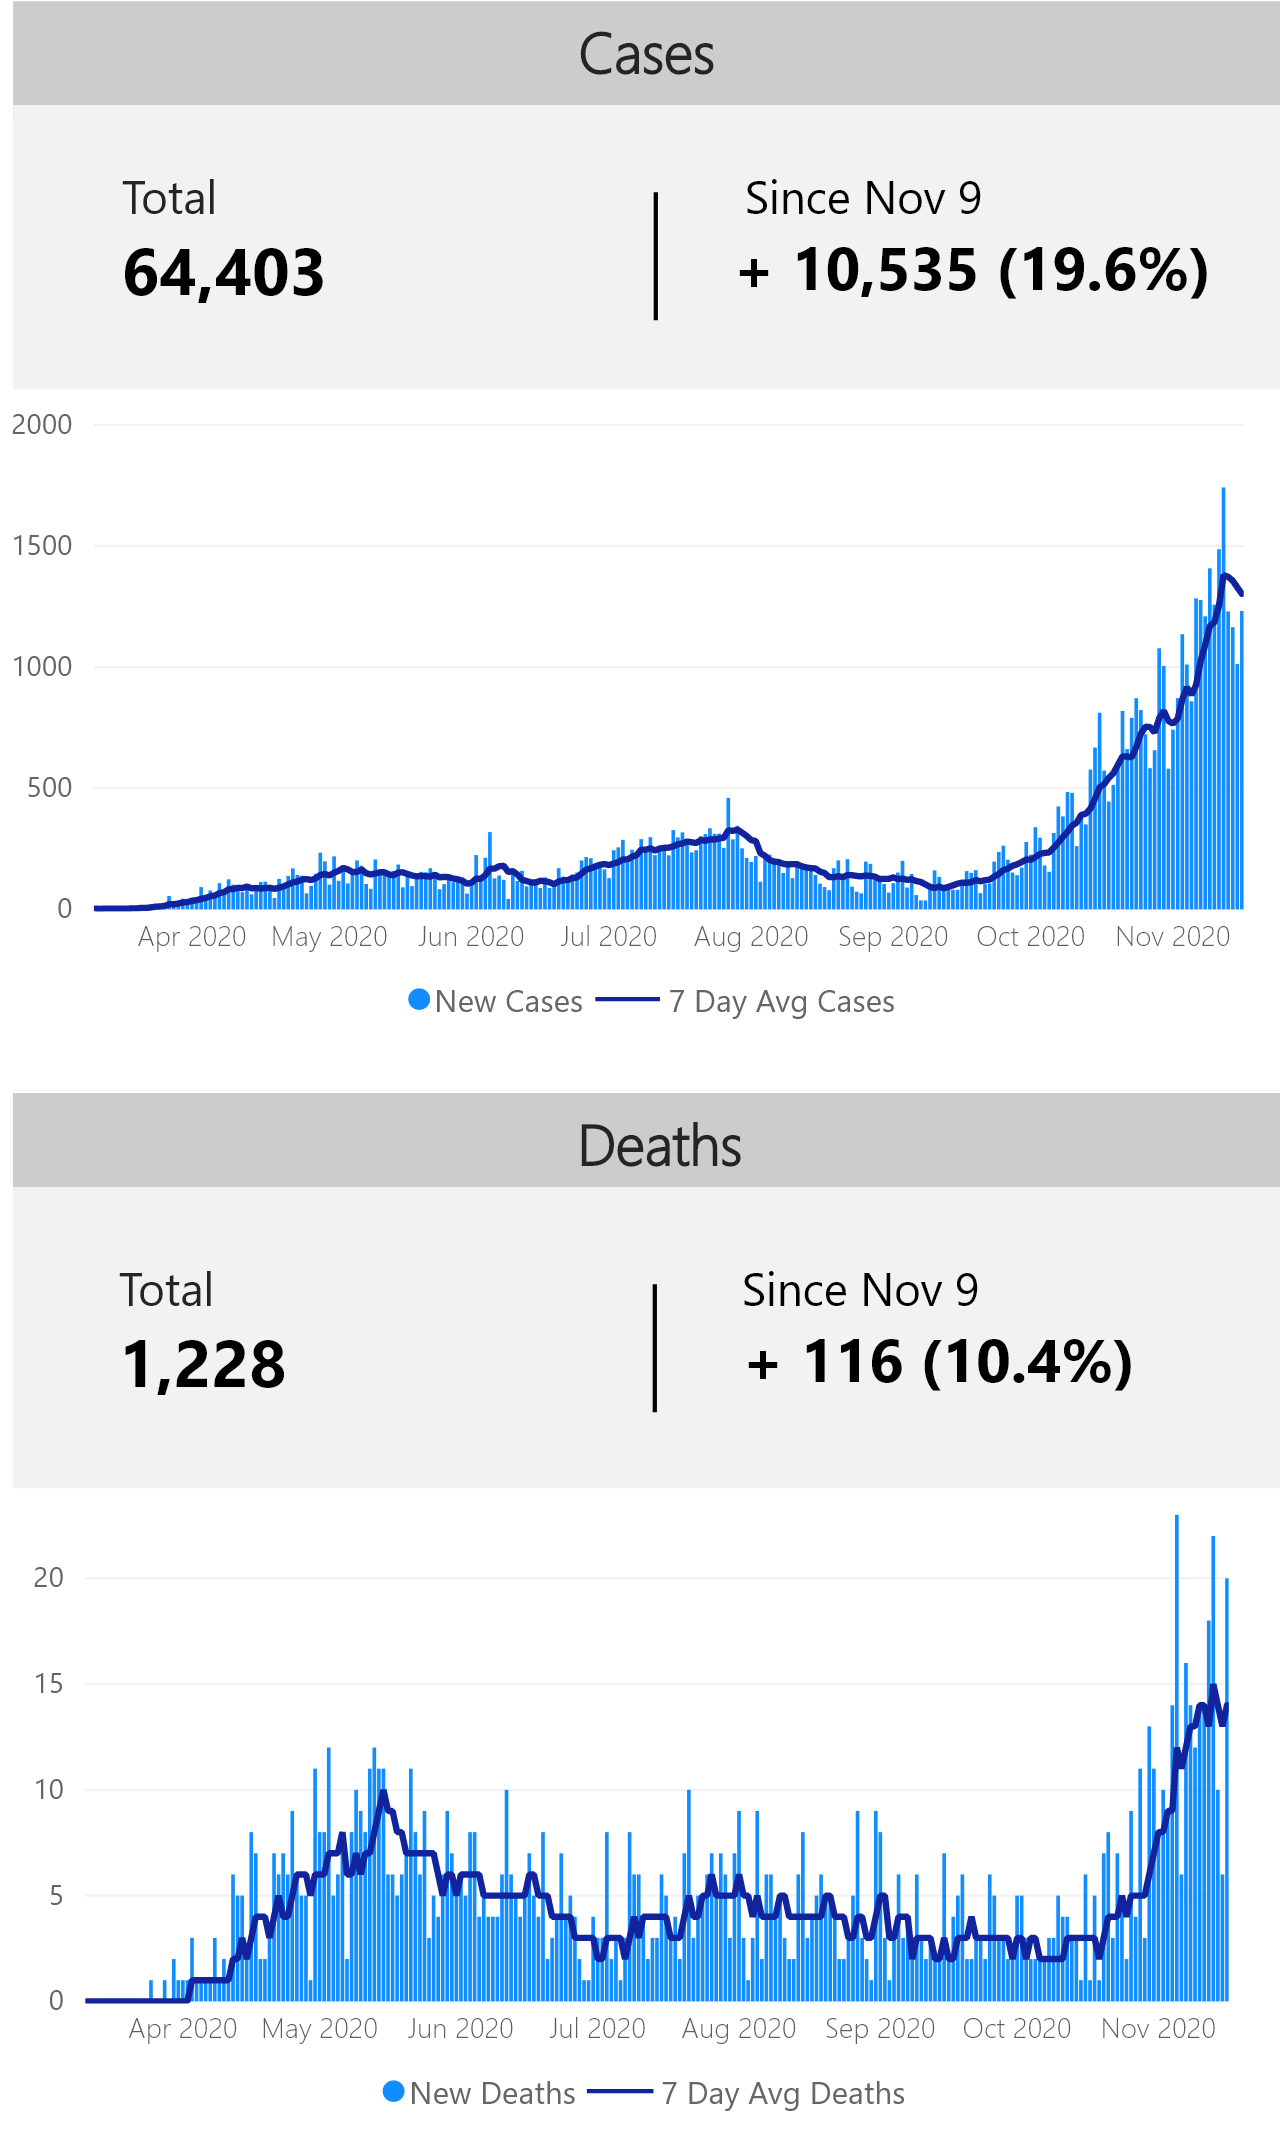 Cases
Total
Since Nov 9
64,403
+ 10,535 (19.6%)
2000
1500
1000
500
0
Apr 2020 May 2020 Jun 2020 Jul 2020 Aug 2020 Sep 2020 Oct 2020 Nov 2020
New Cases 7 Day Avg Cases
Deaths
Total
Since Nov 9
1,228
+ 116 (10.4%)
20
15
10
5
0
Apr 2020 May 2020 Jun 2020 Jul 2020 Aug 2020 Sep 2020 Oct 2020 Nov 2020
New Deaths 7 Day Avg Deaths